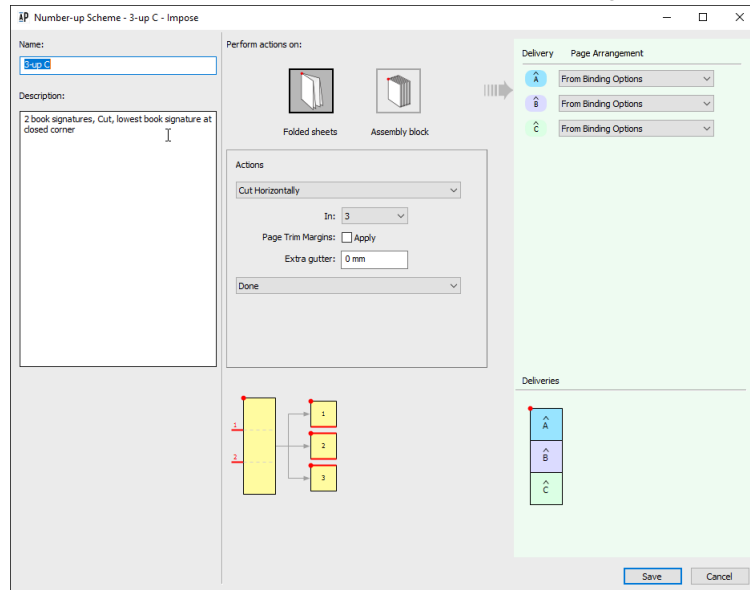 Number-up Scheme - 3-up C - Impose
Name:
3-up C
Description:
2 book signatures, Cut, lowest book signature at
closed corner
Perform actions on:
Folded sheets
Assembly block
Actions
Cut Horizontally
In: 3
Page Trim Margins: Apply
Extra gutter: 0 mm
Done
1
2
1
2
3
Delivery Page Arrangement
Â From Binding Options
B̂ From Binding Options
Ĉ From Binding Options
Deliveries
Â
B̂
Ĉ
Save Cancel